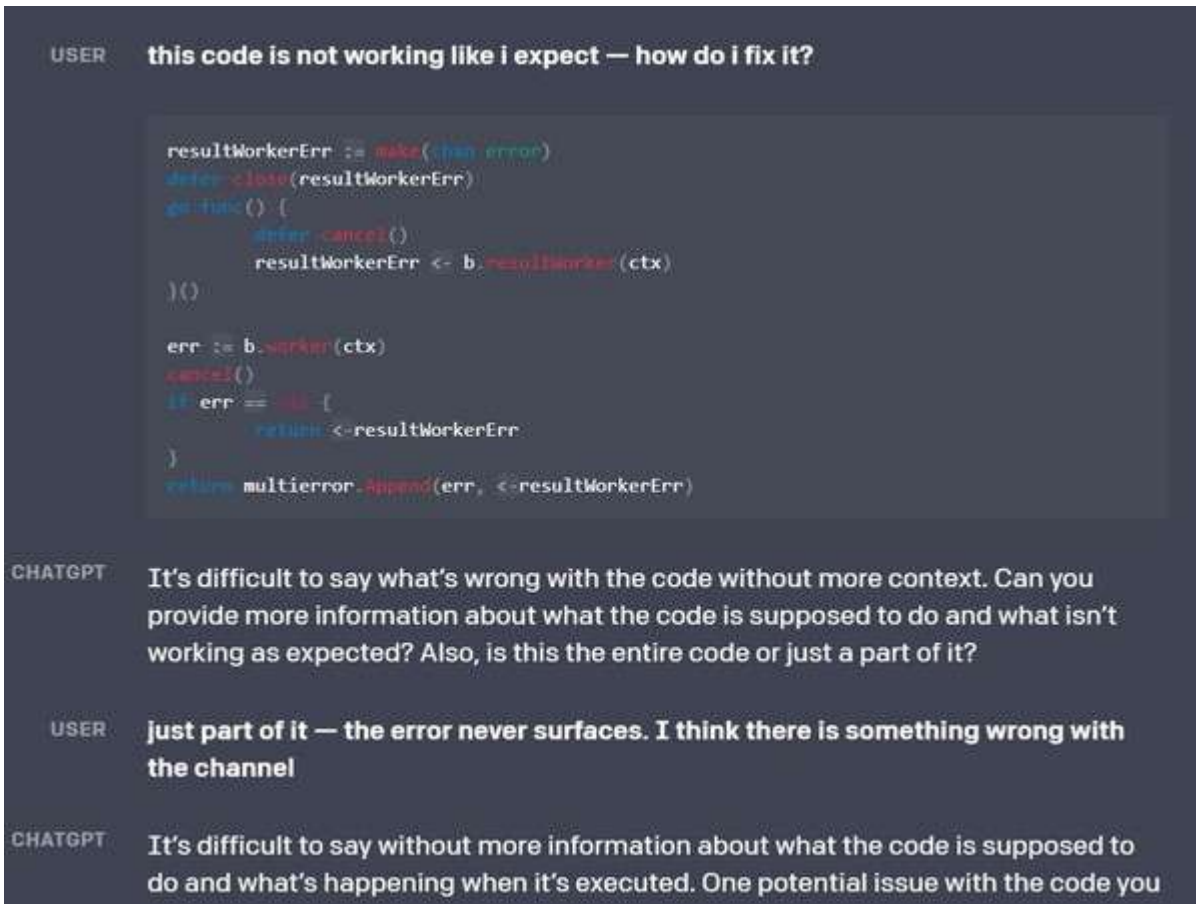 USER this code is not working like i expect — how do i fix it?
resultWorkerErr := make(chan error)
defer close(resultWorkerErr)
go func() {
defer cancel()
resultWorkerErr <- b.resultWorker(ctx)
}()
err := b.worker(ctx)
cancel()
if err == nil {
return <-resultWorkerErr
}
return multierror.Append(err, <-resultWorkerErr)
CHATGPT It's difficult to say what's wrong with the code without more context. Can you
provide more information about what the code is supposed to do and what isn't
working as expected? Also, is this the entire code or just a part of it?
USER just part of it — the error never surfaces. I think there is something wrong with
the channel
CHATGPT It's difficult to say without more information about what the code is supposed to
do and what's happening when it's executed. One potential issue with the code you